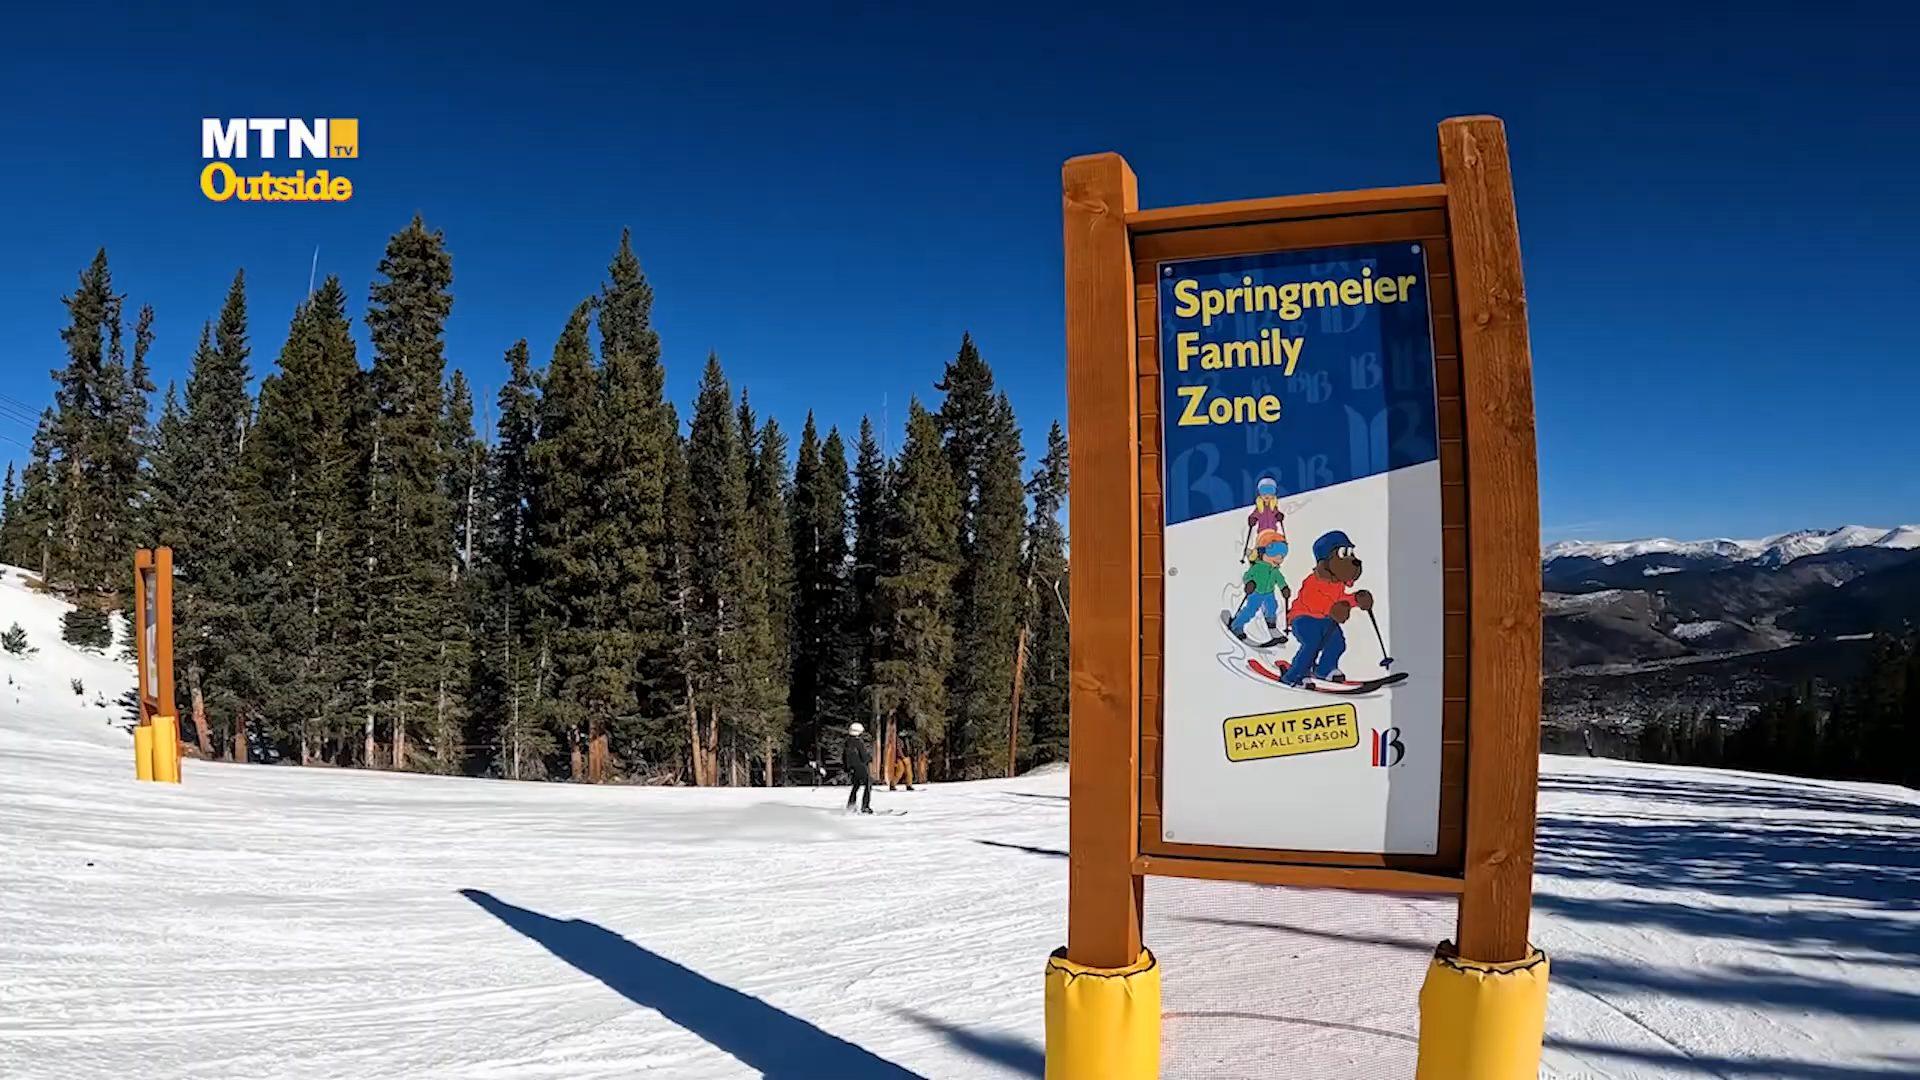 MTN TV
Outside
Springmeier
Family
Zone
PLAY IT SAFE
PLAY ALL SEASON
B